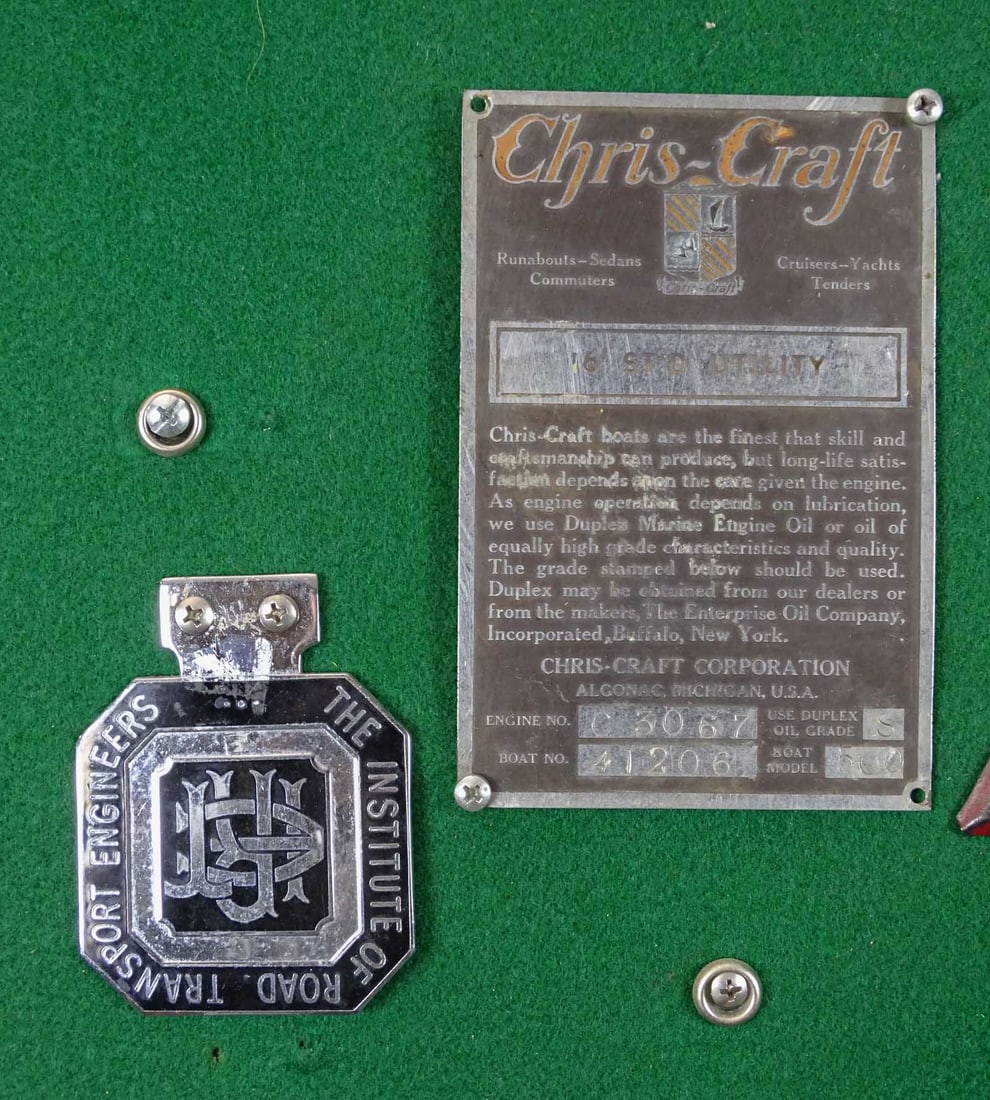 Chris-Craft
Runabouts-Sedans
Commuters
Cruisers-Yachts
Tenders
Chris-Craft
16 STD UTILITY
Chris-Craft boats are the finest that skill and
craftsmanship can produce, but long-life satis-
faction depends upon the care given the engine.
As engine operation depends on lubrication,
we use Duplex Marine Engine Oil or oil of
equally high grade characteristics and quality.
The grade stamped below should be used.
Duplex may be obtained from our dealers or
from the makers, The Enterprise Oil Company,
Incorporated, Buffalo, New York.
CHRIS-CRAFT CORPORATION
ALGONAC, MICHIGAN, U.S.A.
ENGINE NO. C 3067 USE DUPLEX
OIL GRADE S
BOAT NO. 41206 BOAT
MODEL 500
THE INSTITUTE OF ROAD TRANSPORT ENGINEERS